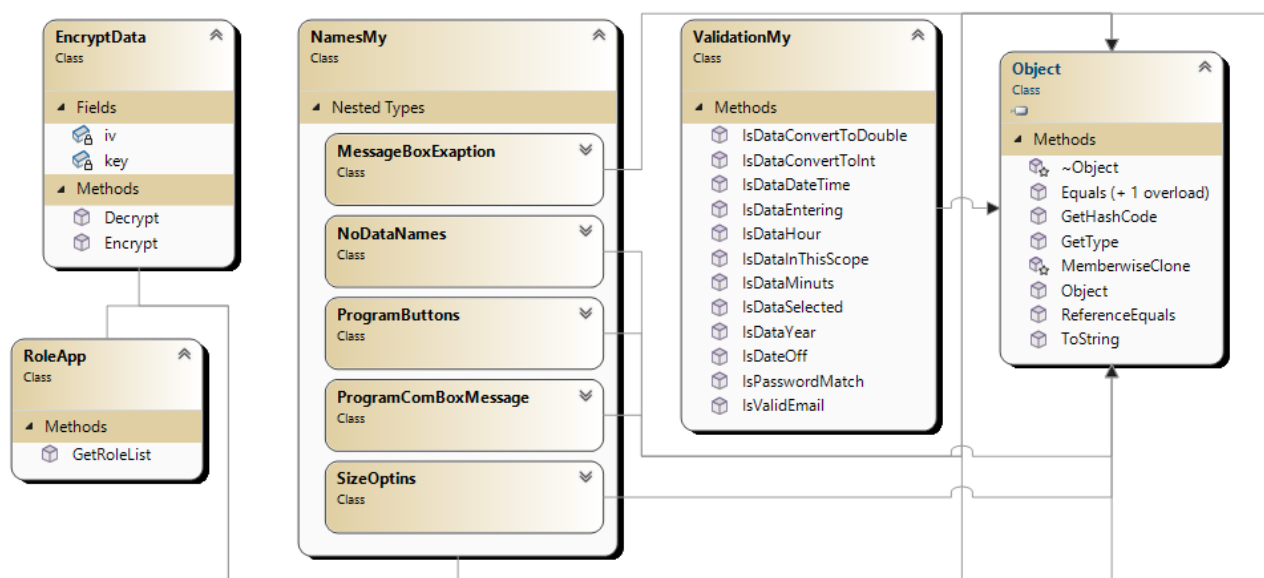 EncryptData
Class
Fields
iv
key
Methods
Decrypt
Encrypt
RoleApp
Class
Methods
GetRoleList
NamesMy
Class
Nested Types
MessageBoxExaption
Class
NoDataNames
Class
ProgramButtons
Class
ProgramComBoxMessage
Class
SizeOptins
Class
ValidationMy
Class
Methods
IsDataConvertToDouble
IsDataConvertToInt
IsDataDateTime
IsDataEntering
IsDataHour
IsDataInThisScope
IsDataMinuts
IsDataSelected
IsDataYear
IsDateOff
IsPasswordMatch
IsValidEmail
Object
Class
Methods
~Object
Equals (+ 1 overload)
GetHashCode
GetType
MemberwiseClone
Object
ReferenceEquals
ToString